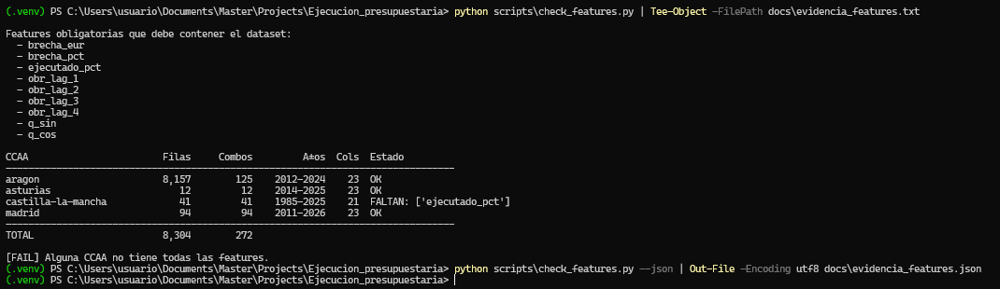 (.venv) PS C:\Users\usuario\Documents\Master\Projects\Ejecucion_presupuestaria> python scripts\check_features.py | Tee-Object -FilePath docs\evidencia_features.txt
Features obligatorias que debe contener el dataset:
- brecha_eur
- brecha_pct
- ejecutado_pct
- obr_lag_1
- obr_lag_2
- obr_lag_3
- obr_lag_4
- q_sin
- q_cos
CCAA Filas Combos A±os Cols Estado
--------------------------------------------------------------------------------
aragon 8,157 125 2012-2024 23 OK
asturias 12 12 2014-2025 23 OK
castilla-la-mancha 41 41 1985-2025 21 FALTAN: ['ejecutado_pct']
madrid 94 94 2011-2026 23 OK
--------------------------------------------------------------------------------
TOTAL 8,304 272
[FAIL] Alguna CCAA no tiene todas las features.
(.venv) PS C:\Users\usuario\Documents\Master\Projects\Ejecucion_presupuestaria> python scripts\check_features.py --json | Out-File -Encoding utf8 docs\evidencia_features.json
(.venv) PS C:\Users\usuario\Documents\Master\Projects\Ejecucion_presupuestaria>